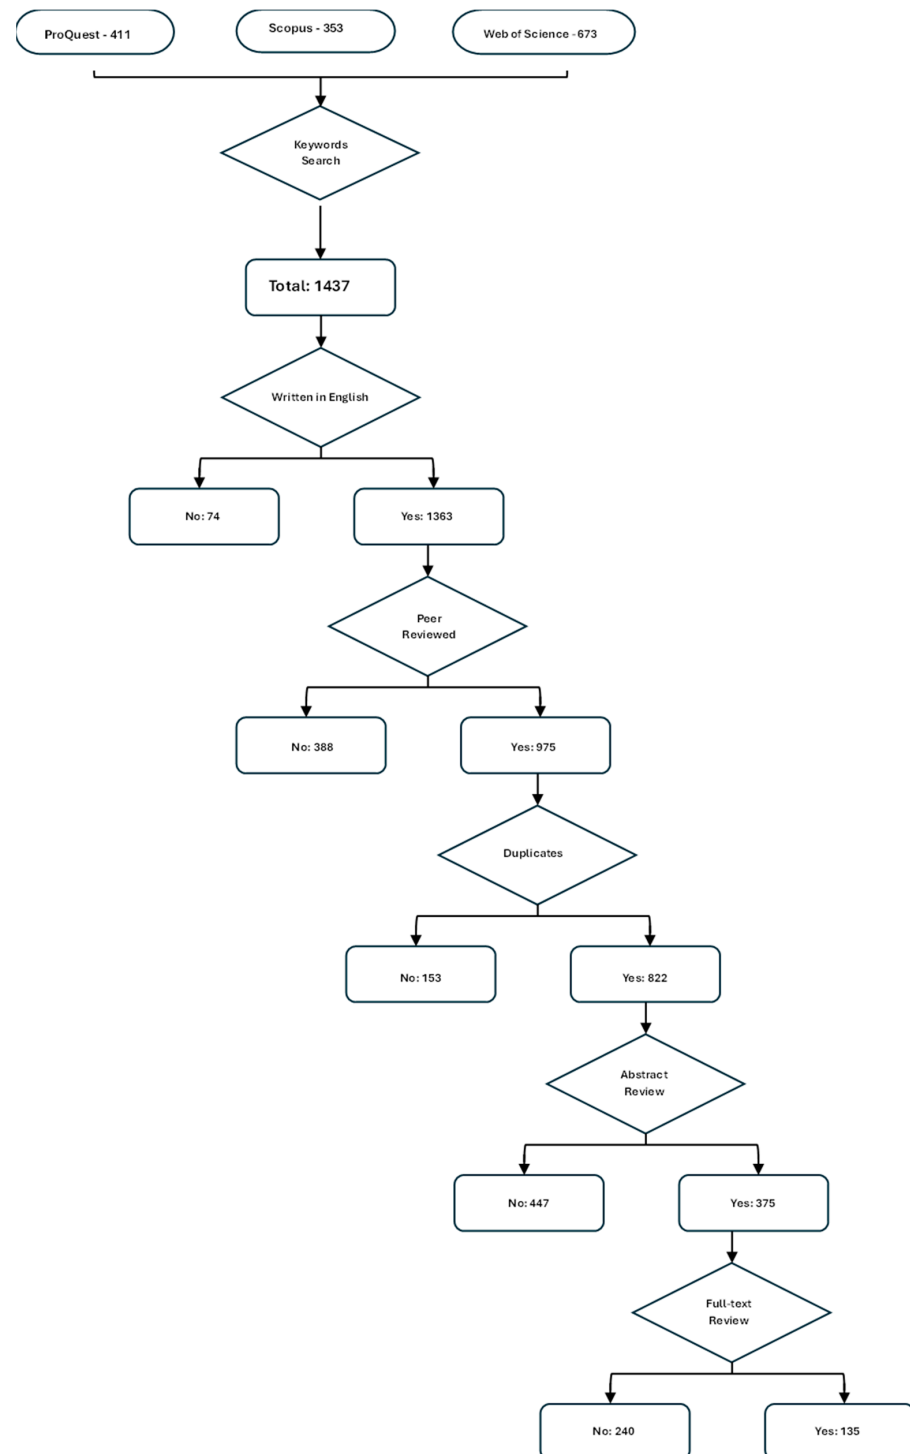 ProQuest - 411
Scopus - 353
Web of Science - 673
Keywords
Search
Total: 1437
Written in English
No: 74
Yes: 1363
Peer
Reviewed
No: 388
Yes: 975
Duplicates
No: 153
Yes: 822
Abstract
Review
No: 447
Yes: 375
Full-text
Review
No: 240
Yes: 135